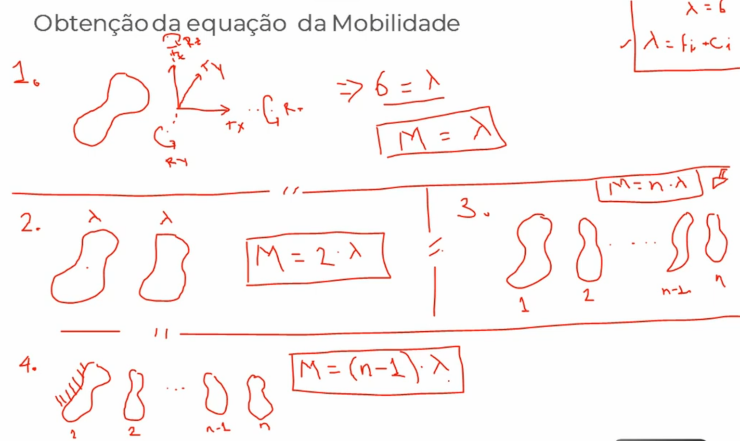 Obtenção da equação da Mobilidade
λ = 6
λ = fi + Ci
1.
Rz
Tz
Ty
Tx
Rx
Ry
⇒ 6 = λ
M = λ
2.
λ λ
M = 2·λ
3.
M = n·λ
1 2 ... n-1 n
4.
M = (n-1)·λ
1 2 ... n-1 n